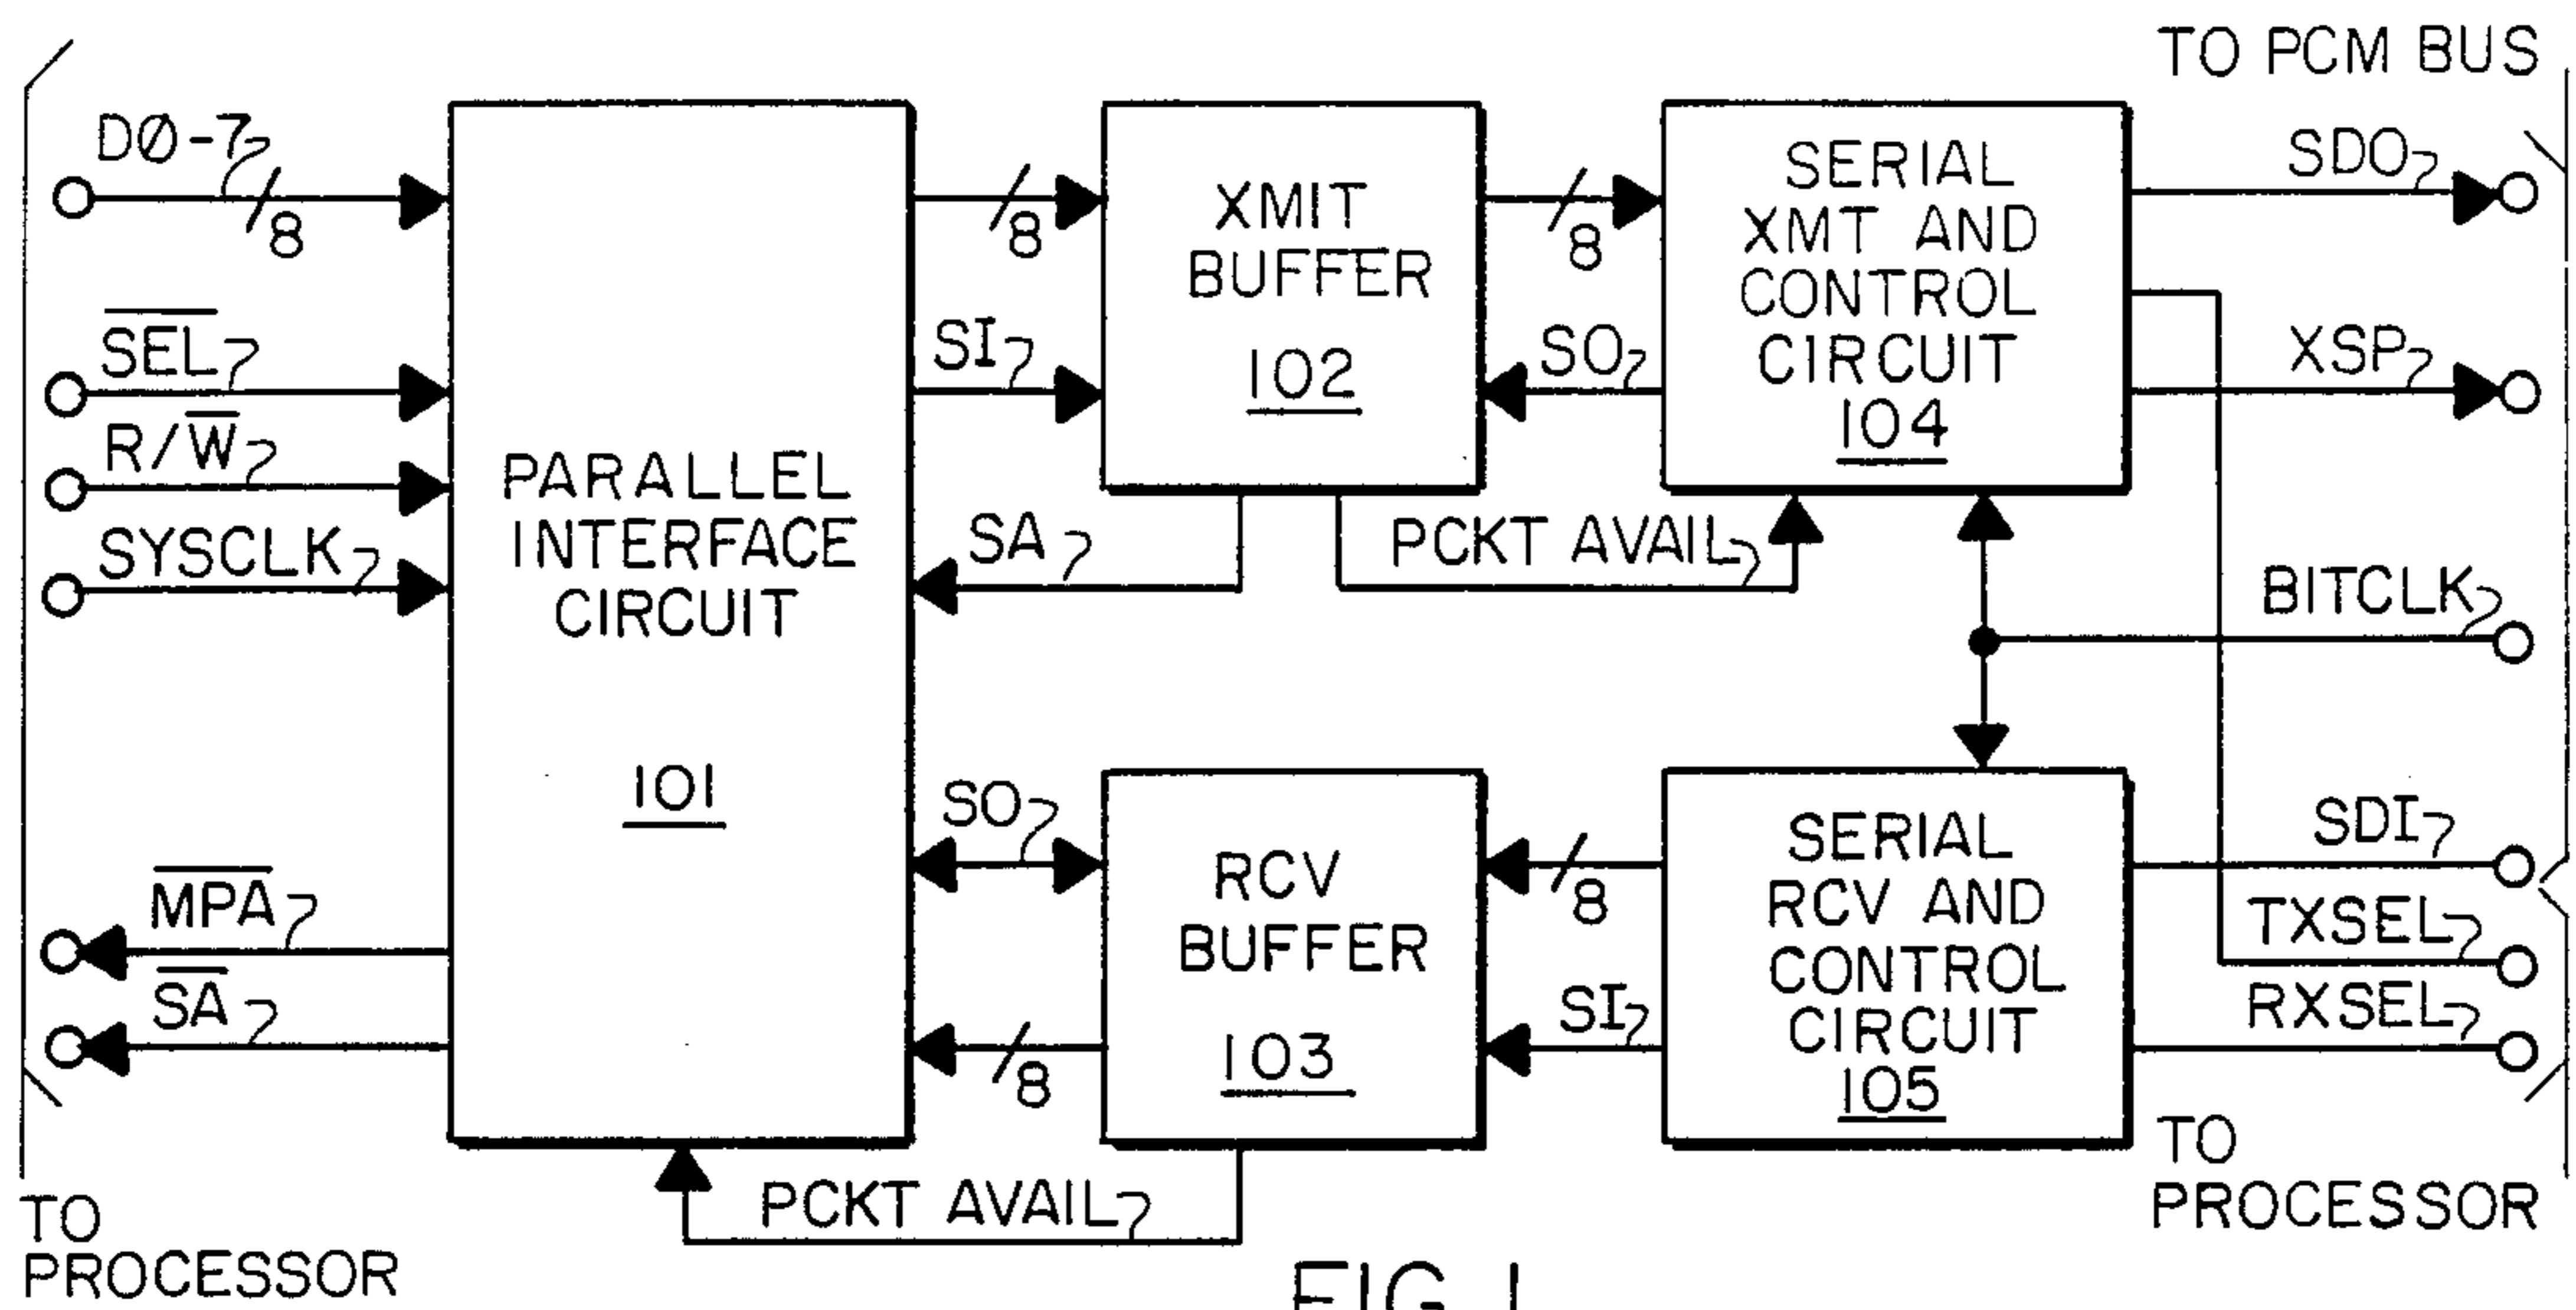 TO PCM BUS
DØ-7
8
SEL
R/W
SYSCLK
MPA
SA
TO
PROCESSOR
PARALLEL
INTERFACE
CIRCUIT
101
8
SI
SA
SO
8
PCKT AVAIL
XMIT
BUFFER
102
8
SO
PCKT AVAIL
RCV
BUFFER
103
8
SI
SERIAL
XMT AND
CONTROL
CIRCUIT
104
SERIAL
RCV AND
CONTROL
CIRCUIT
105
SDO
XSP
BITCLK
SDI
TXSEL
RXSEL
TO
PROCESSOR
FIG. 1